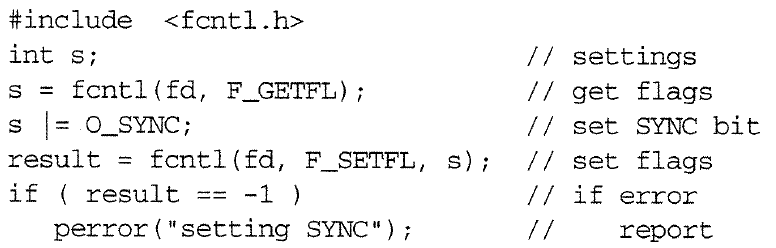 #include <fcntl.h>
int s; // settings
s = fcntl(fd, F_GETFL); // get flags
s |= O_SYNC; // set SYNC bit
result = fcntl(fd, F_SETFL, s); // set flags
if ( result == -1 ) // if error
perror("setting SYNC"); // report